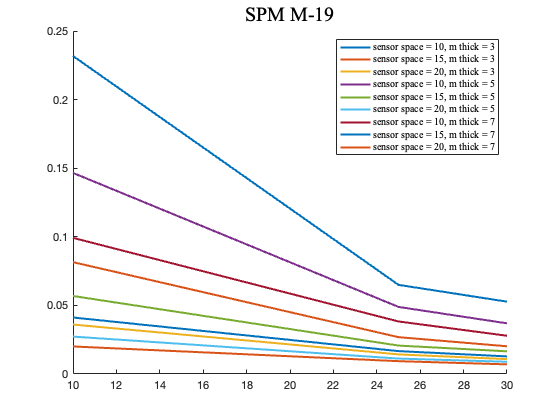 SPM M-19
0.25
0.2
0.15
0.1
0.05
0
10 12 14 16 18 20 22 24 26 28 30
sensor space = 10, m thick = 3
sensor space = 15, m thick = 3
sensor space = 20, m thick = 3
sensor space = 10, m thick = 5
sensor space = 15, m thick = 5
sensor space = 20, m thick = 5
sensor space = 10, m thick = 7
sensor space = 15, m thick = 7
sensor space = 20, m thick = 7